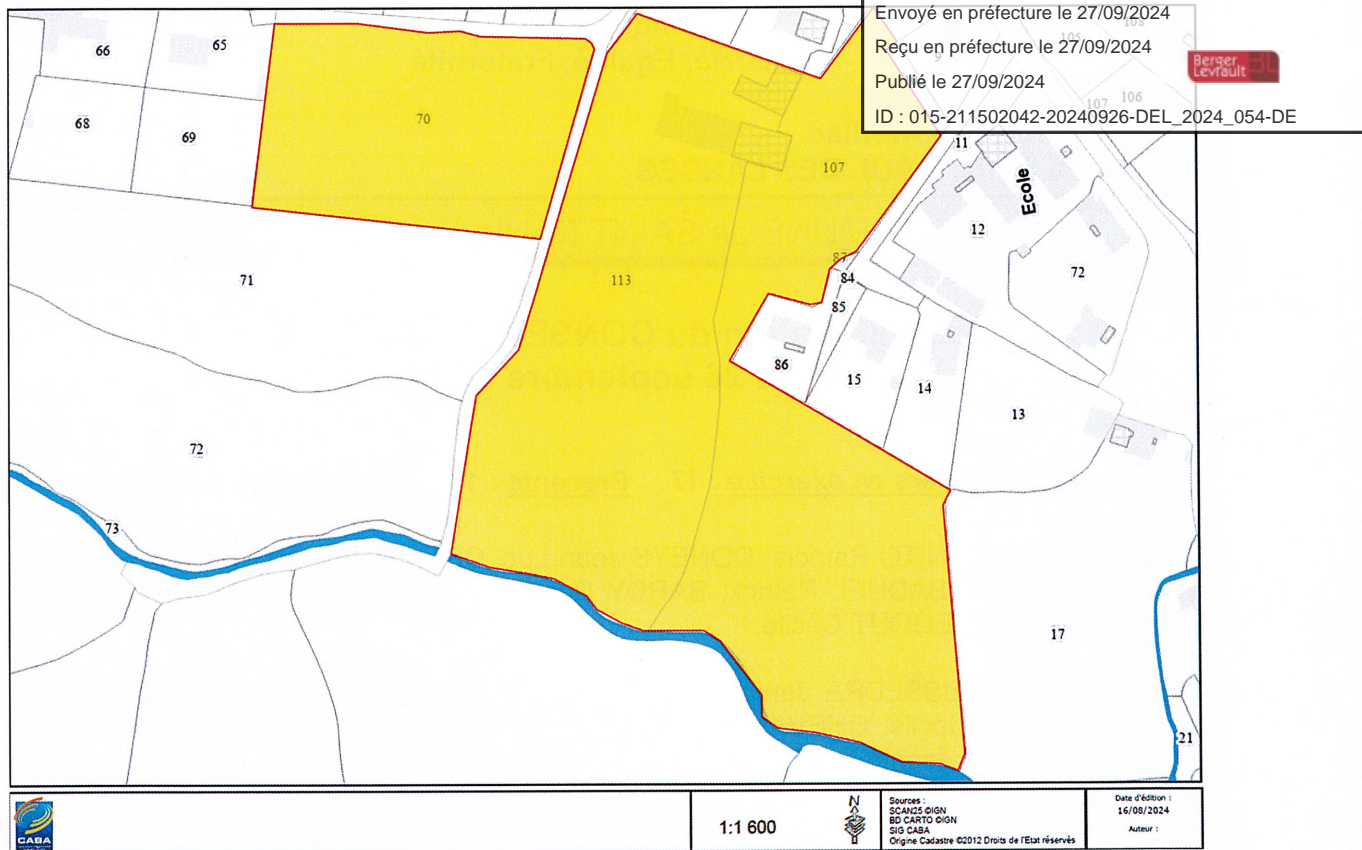 Envoyé en préfecture le 27/09/2024
Reçu en préfecture le 27/09/2024
Publié le 27/09/2024
ID : 015-211502042-20240926-DEL_2024_054-DE
Berger
Levrault
108
105
9
107
106
66
65
68
69
70
107
11
Ecole
12
72
87
84
85
71
113
86
15
14
13
72
73
17
21
CABA
1:1 600
N
Sources :
SCAN25 ©IGN
BD CARTO ©IGN
SIG CABA
Origine Cadastre ©2012 Droits de l'Etat réservés
Date d'édition :
16/08/2024
Auteur :